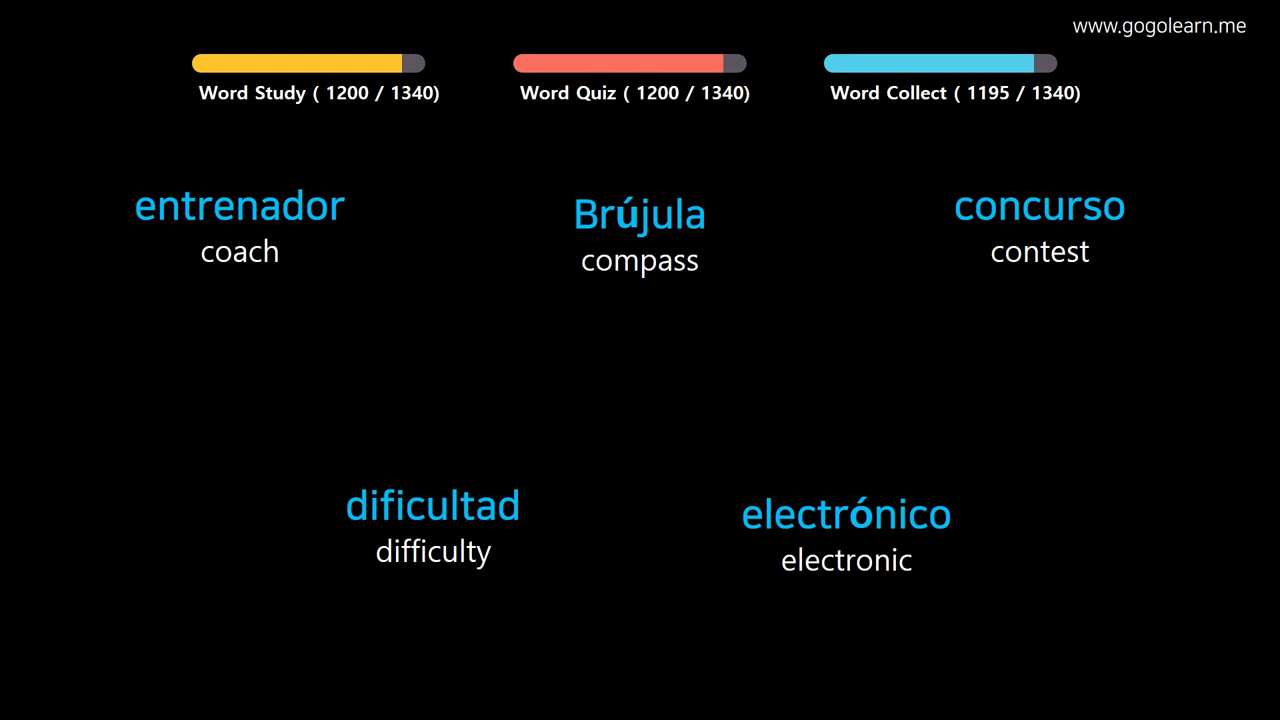 www.gogolearn.me
Word Study ( 1200 / 1340)
Word Quiz ( 1200 / 1340)
Word Collect ( 1195 / 1340)
entrenador
coach
Brújula
compass
concurso
contest
dificultad
difficulty
electrónico
electronic